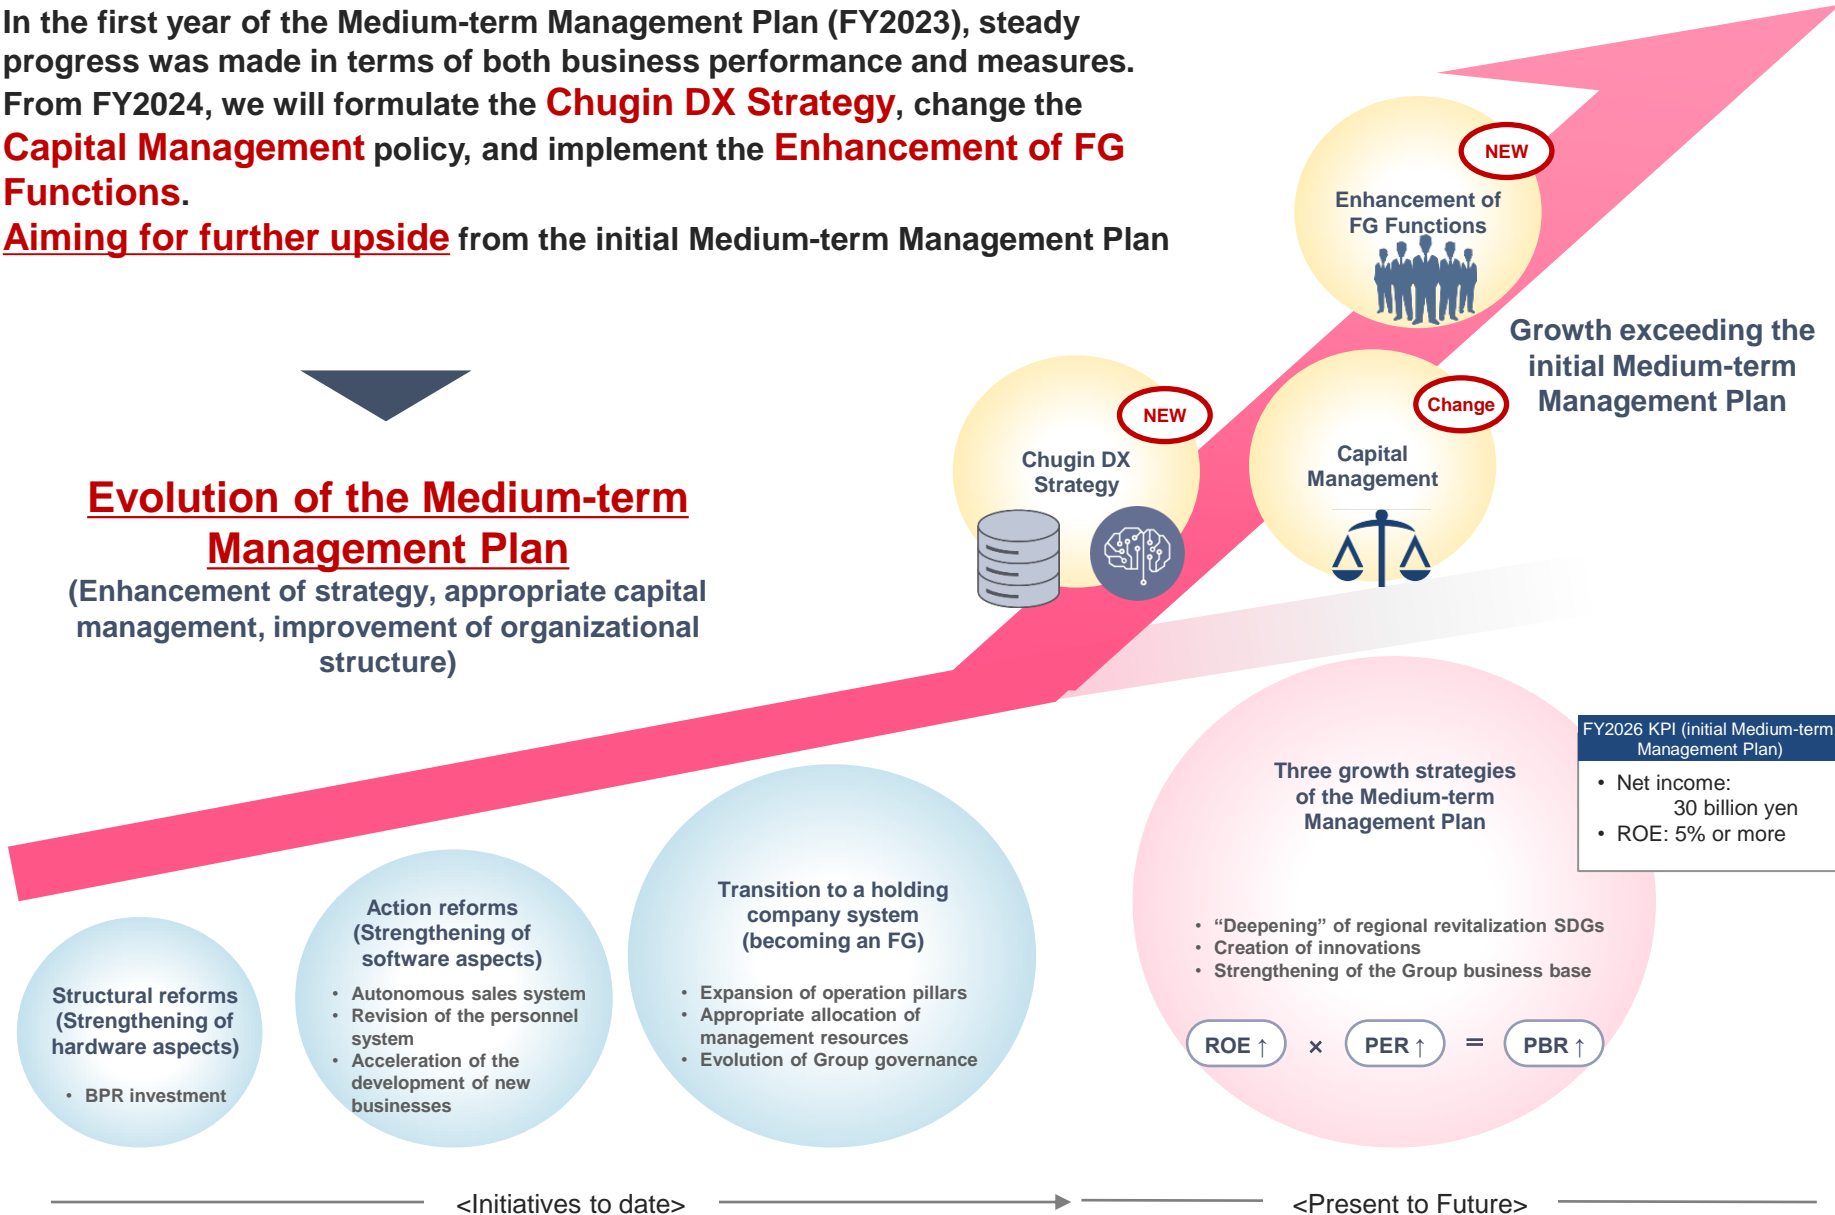 In the first year of the Medium-term Management Plan (FY2023), steady
progress was made in terms of both business performance and measures.
From FY2024, we will formulate the Chugin DX Strategy, change the
Capital Management policy, and implement the Enhancement of FG
Functions.
Aiming for further upside from the initial Medium-term Management Plan
NEW
Enhancement of
FG Functions
Growth exceeding the
initial Medium-term
Management Plan
NEW
Chugin DX
Strategy
Change
Capital
Management
Evolution of the Medium-term
Management Plan
(Enhancement of strategy, appropriate capital
management, improvement of organizational
structure)
Structural reforms
(Strengthening of
hardware aspects)
• BPR investment
Action reforms
(Strengthening of
software aspects)
• Autonomous sales system
• Revision of the personnel
system
• Acceleration of the
development of new
businesses
Transition to a holding
company system
(becoming an FG)
• Expansion of operation pillars
• Appropriate allocation of
management resources
• Evolution of Group governance
Three growth strategies
of the Medium-term
Management Plan
• “Deepening” of regional revitalization SDGs
• Creation of innovations
• Strengthening of the Group business base
ROE ↑ × PER ↑ = PBR ↑
FY2026 KPI (initial Medium-term
Management Plan)
• Net income:
30 billion yen
• ROE: 5% or more
<Initiatives to date>
<Present to Future>